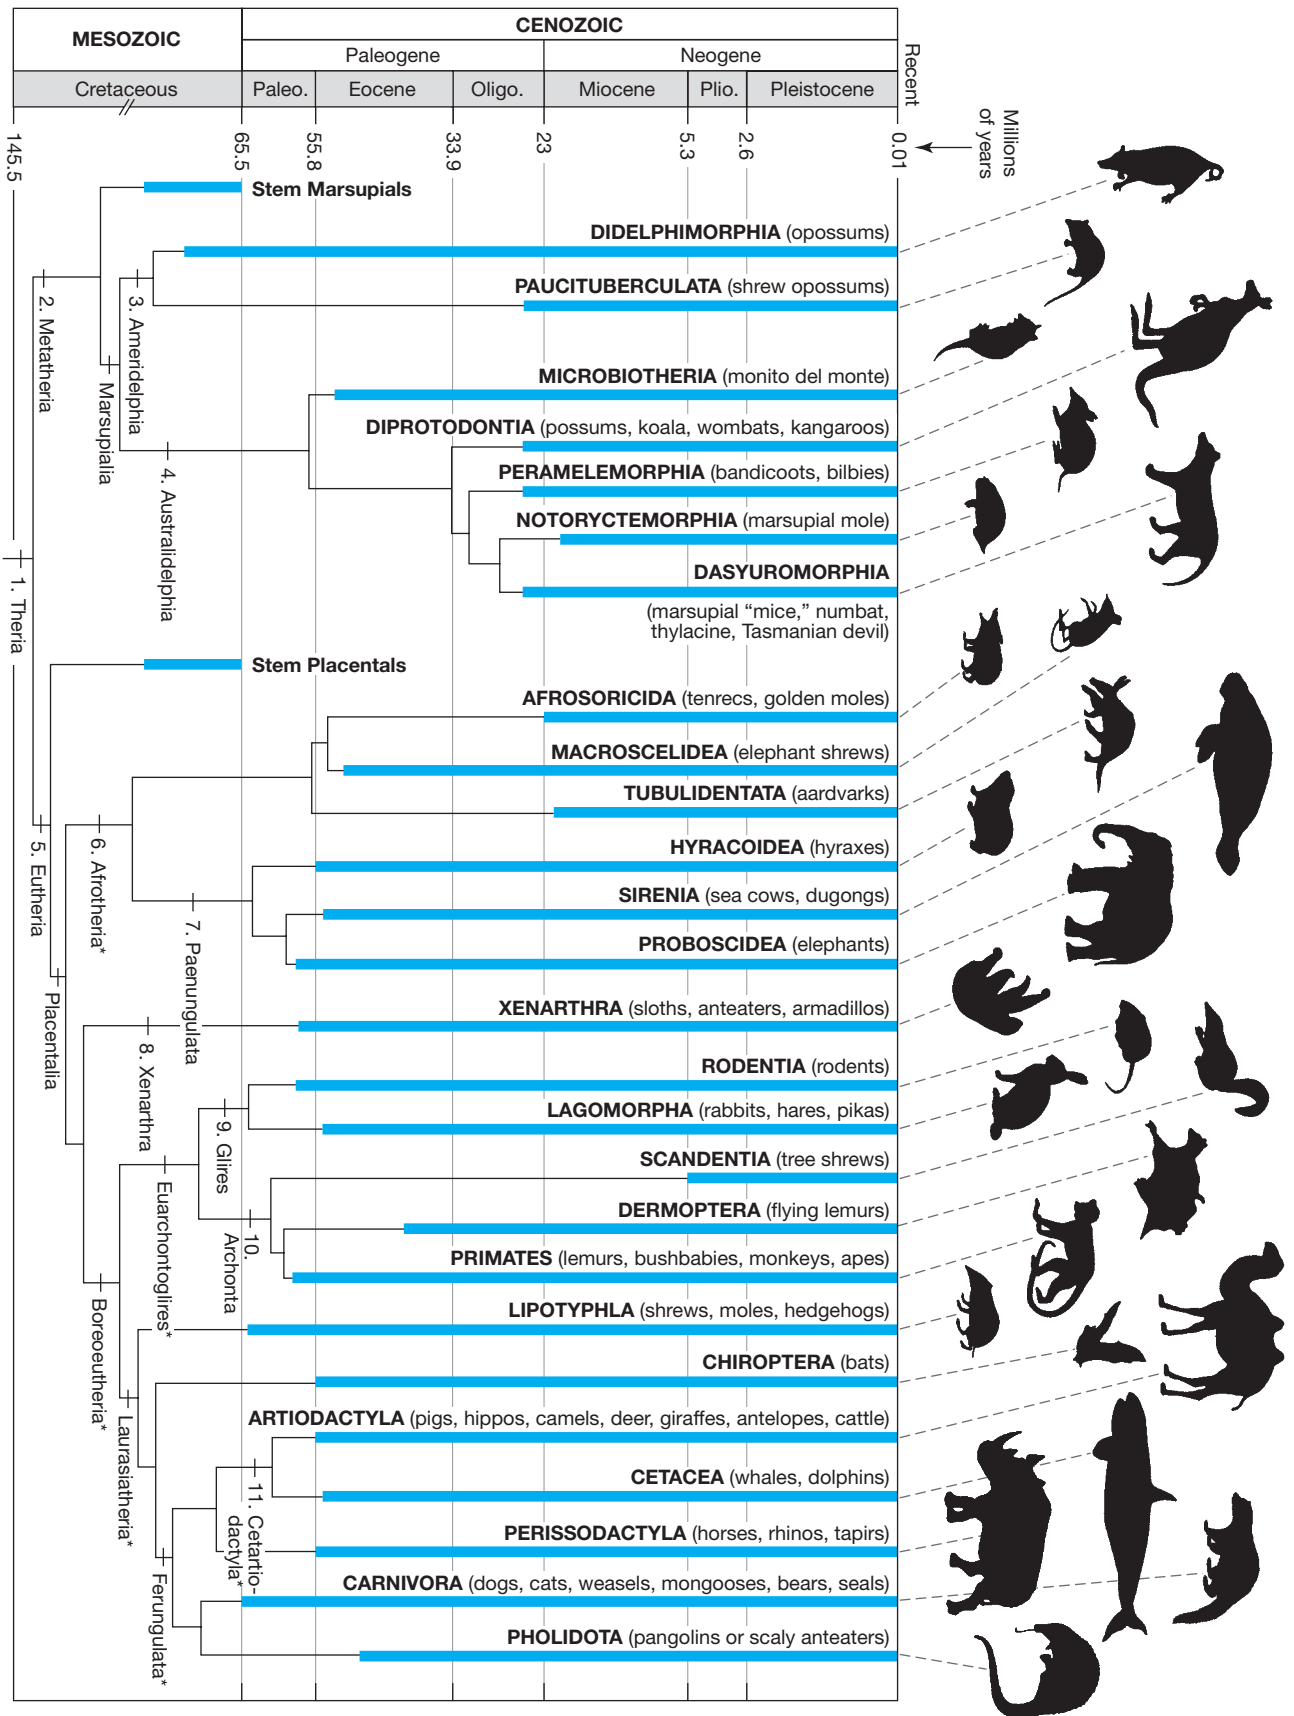 MESOZOIC
CENOZOIC
Paleogene
Neogene
Cretaceous
Paleo.
Eocene
Oligo.
Miocene
Plio.
Pleistocene
Recent
145.5
65.5
55.8
33.9
23
5.3
2.6
0.01
Millions
of years
Stem Marsupials
DIDELPHIMORPHIA (opossums)
PAUCITUBERCULATA (shrew opossums)
MICROBIOTHERIA (monito del monte)
DIPROTODONTIA (possums, koala, wombats, kangaroos)
PERAMELEMORPHIA (bandicoots, bilbies)
NOTORYCTEMORPHIA (marsupial mole)
DASYUROMORPHIA
(marsupial “mice,” numbat,
thylacine, Tasmanian devil)
Stem Placentals
AFROSORICIDA (tenrecs, golden moles)
MACROSCELIDEA (elephant shrews)
TUBULIDENTATA (aardvarks)
HYRACOIDEA (hyraxes)
SIRENIA (sea cows, dugongs)
PROBOSCIDEA (elephants)
XENARTHRA (sloths, anteaters, armadillos)
RODENTIA (rodents)
LAGOMORPHA (rabbits, hares, pikas)
SCANDENTIA (tree shrews)
DERMOPTERA (flying lemurs)
PRIMATES (lemurs, bushbabies, monkeys, apes)
LIPOTYPHLA (shrews, moles, hedgehogs)
CHIROPTERA (bats)
ARTIODACTYLA (pigs, hippos, camels, deer, giraffes, antelopes, cattle)
CETACEA (whales, dolphins)
PERISSODACTYLA (horses, rhinos, tapirs)
CARNIVORA (dogs, cats, weasels, mongooses, bears, seals)
PHOLIDOTA (pangolins or scaly anteaters)
1. Theria
2. Metatheria
Marsupialia
3. Ameridelphia
4. Australidelphia
5. Eutheria
Placentalia
6. Afrotheria*
7. Paenungulata
8. Xenarthra
Boreoeutheria*
Euarchontoglires*
9. Glires
10.
Archonta
Laurasiatheria*
Ferungulata*
11. Cetartio-
dactyla*